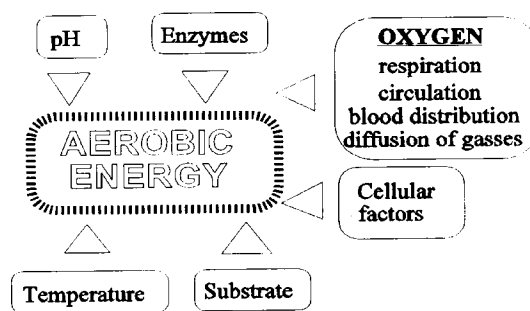 pH
Enzymes
OXYGEN
respiration
circulation
blood distribution
diffusion of gasses
AEROBIC
ENERGY
Cellular
factors
Temperature
Substrate